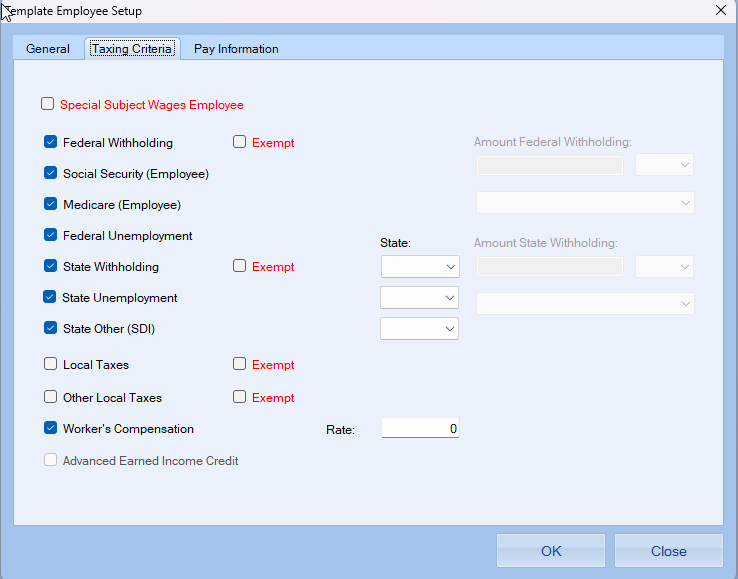 Template Employee Setup
General Taxing Criteria Pay Information
Special Subject Wages Employee
Federal Withholding Exempt Amount Federal Withholding:
Social Security (Employee)
Medicare (Employee)
Federal Unemployment
State: Amount State Withholding:
State Withholding Exempt
State Unemployment
State Other (SDI)
Local Taxes Exempt
Other Local Taxes Exempt
Worker's Compensation Rate: 0
Advanced Earned Income Credit
OK Close